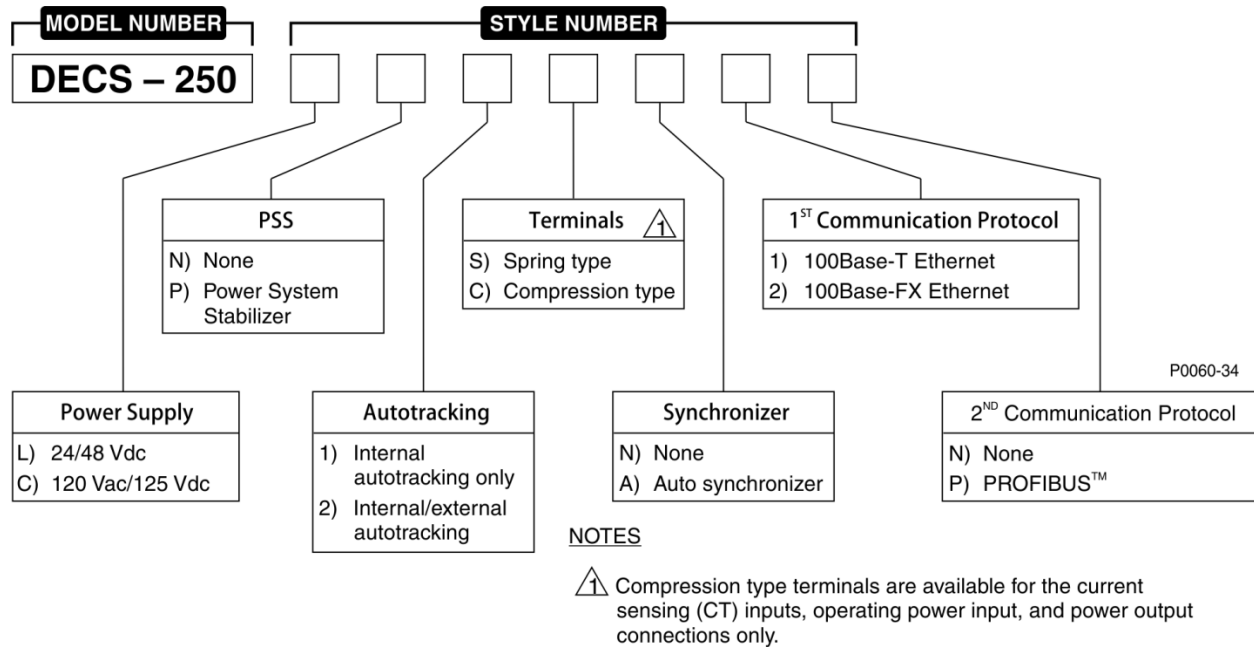 MODEL NUMBER
STYLE NUMBER
DECS – 250
PSS
N) None
P) Power System
Stabilizer
Terminals 1
S) Spring type
C) Compression type
1ST Communication Protocol
1) 100Base-T Ethernet
2) 100Base-FX Ethernet
P0060-34
Power Supply
L) 24/48 Vdc
C) 120 Vac/125 Vdc
Autotracking
1) Internal
autotracking only
2) Internal/external
autotracking
Synchronizer
N) None
A) Auto synchronizer
2ND Communication Protocol
N) None
P) PROFIBUS™
NOTES
1 Compression type terminals are available for the current
sensing (CT) inputs, operating power input, and power output
connections only.